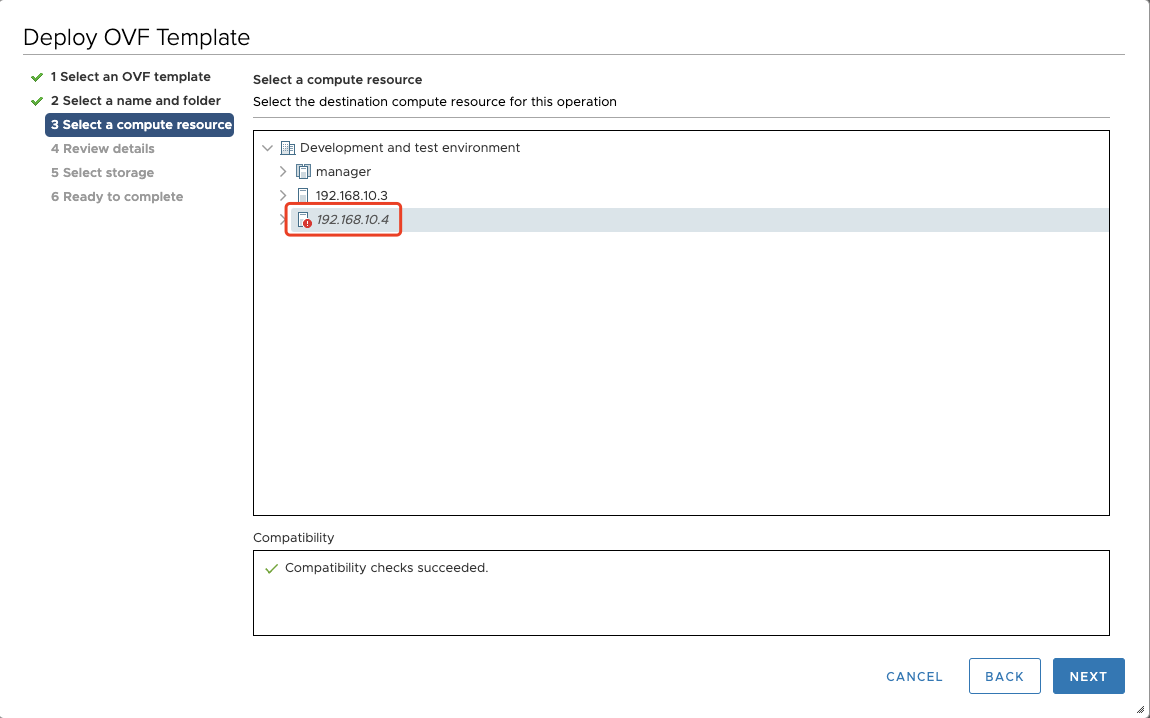 Deploy OVF Template
1 Select an OVF template
2 Select a name and folder
3 Select a compute resource
4 Review details
5 Select storage
6 Ready to complete
Select a compute resource
Select the destination compute resource for this operation
Development and test environment
manager
192.168.10.3
192.168.10.4
Compatibility
Compatibility checks succeeded.
CANCEL
BACK
NEXT